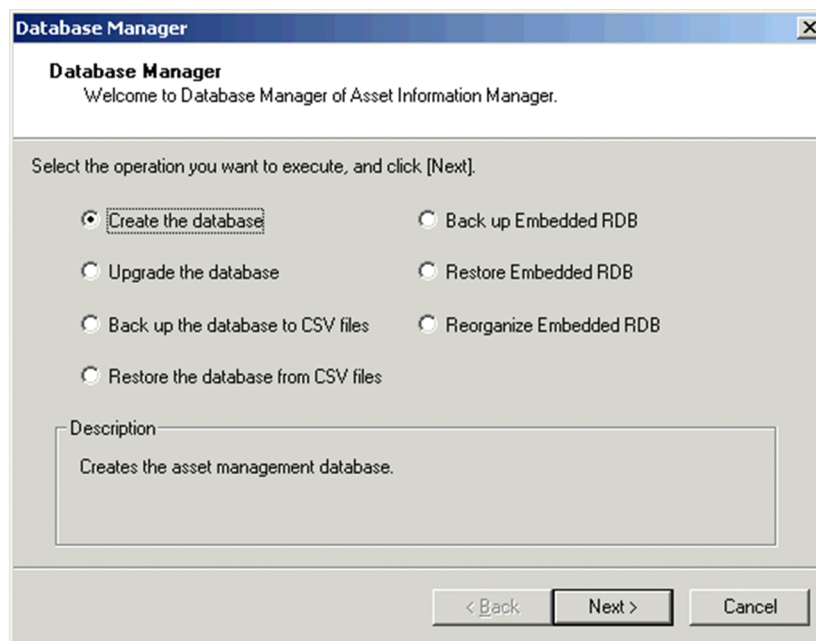 Database Manager
Database Manager
Welcome to Database Manager of Asset Information Manager.
Select the operation you want to execute, and click [Next].
Create the database
Upgrade the database
Back up the database to CSV files
Restore the database from CSV files
Back up Embedded RDB
Restore Embedded RDB
Reorganize Embedded RDB
Description
Creates the asset management database.
< Back
Next >
Cancel